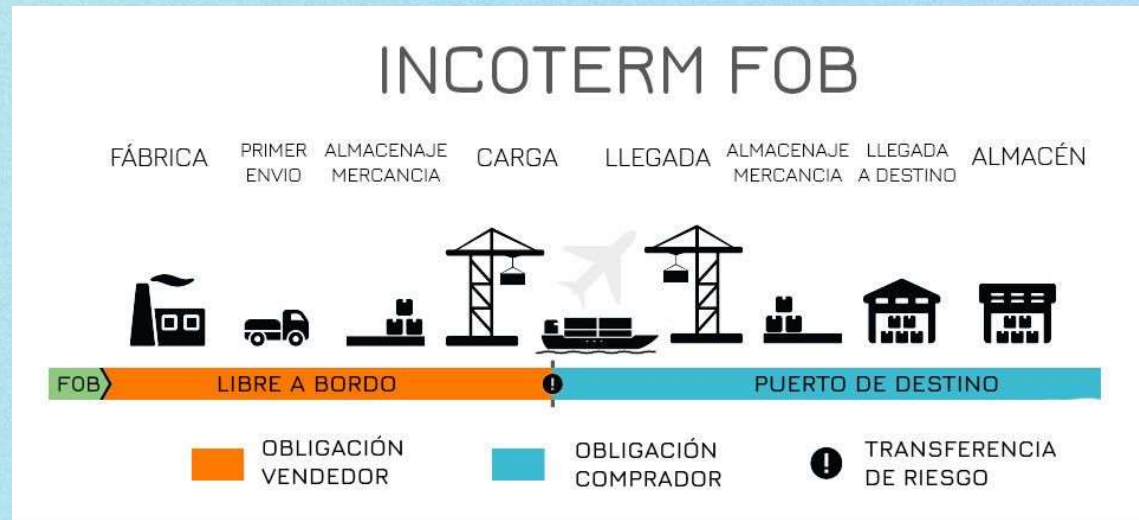 INCOTERM FOB
FÁBRICA
PRIMER
ENVIO
ALMACENAJE
MERCANCIA
CARGA
LLEGADA
ALMACENAJE
MERCANCIA
LLEGADA
A DESTINO
ALMACÉN
FOB
LIBRE A BORDO
!
PUERTO DE DESTINO
OBLIGACIÓN
VENDEDOR
OBLIGACIÓN
COMPRADOR
!
TRANSFERENCIA
DE RIESGO